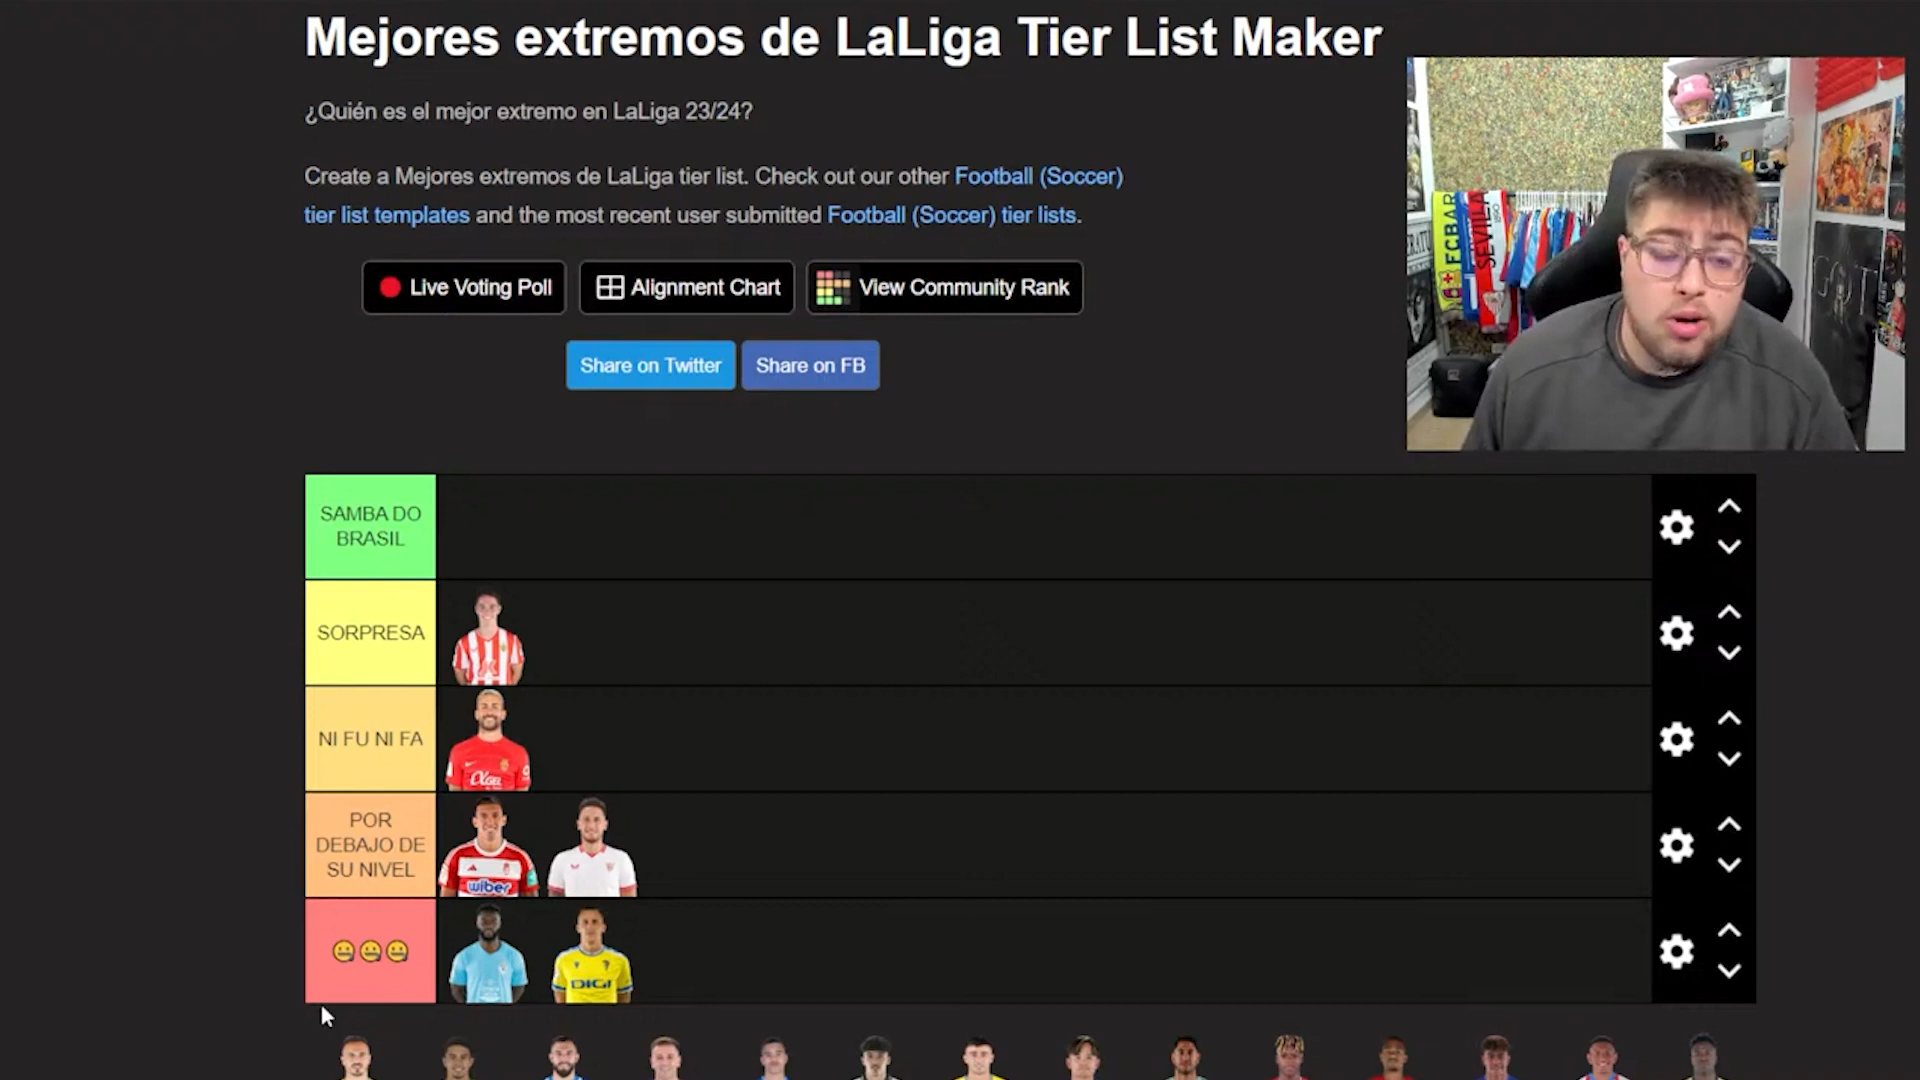 Mejores extremos de LaLiga Tier List Maker
¿Quién es el mejor extremo en LaLiga 23/24?
Create a Mejores extremos de LaLiga tier list. Check out our other Football (Soccer)
tier list templates and the most recent user submitted Football (Soccer) tier lists.
Live Voting Poll
Alignment Chart
View Community Rank
Share on Twitter
Share on FB
FCBAR
SEVILLA
SAMBA DO
BRASIL
SORPRESA
NI FU NI FA
POR
DEBAJO DE
SU NIVEL
wiber
DIGI